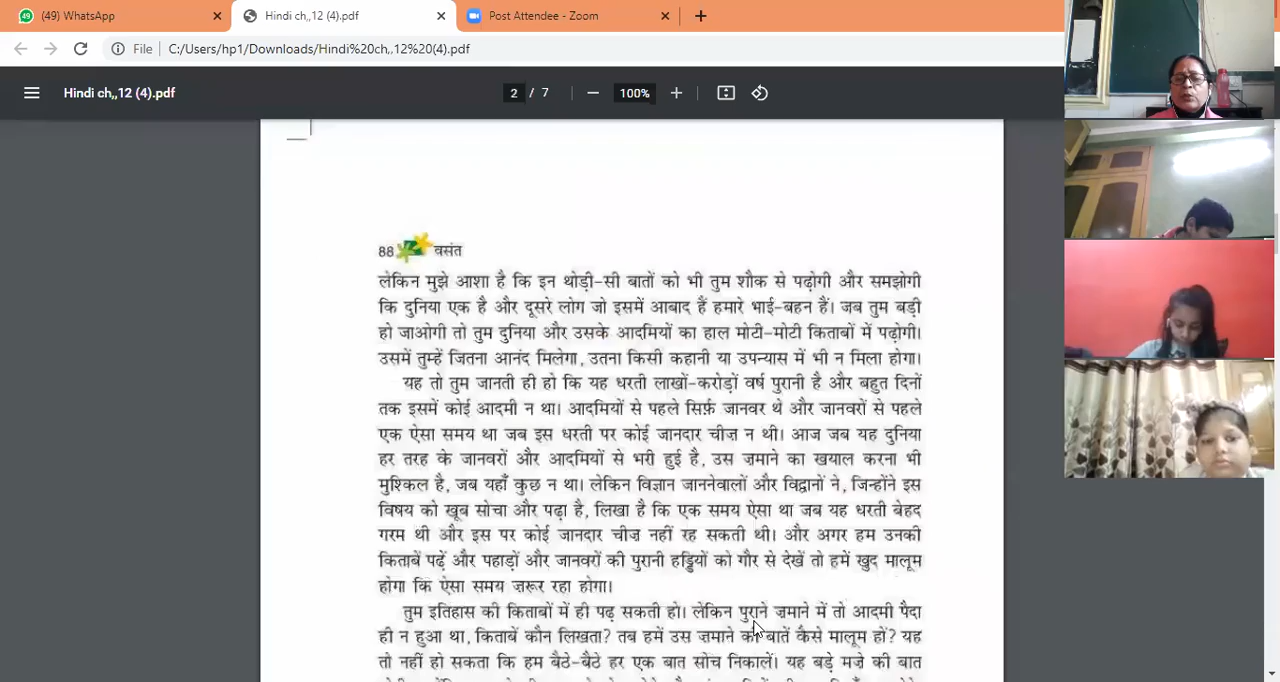 49
(49) WhatsApp
Hindi ch,,12 (4).pdf
Post Attendee - Zoom
File
C:/Users/hp1/Downloads/Hindi%20ch,,12%20(4).pdf
Hindi ch,,12 (4).pdf
2 / 7
100%
88 वसंत
लेकिन मुझे आशा है कि इन थोड़ी-सी बातों को भी तुम शौक से पढ़ोगी और समझोगी
कि दुनिया एक है और दूसरे लोग जो इसमें आबाद हैं हमारे भाई-बहन हैं। जब तुम बड़ी
हो जाओगी तो तुम दुनिया और उसके आदमियों का हाल मोटी-मोटी किताबों में पढ़ोगी।
उसमें तुम्हें जितना आनंद मिलेगा, उतना किसी कहानी या उपन्यास में भी न मिला होगा।
यह तो तुम जानती ही हो कि यह धरती लाखों-करोड़ों वर्ष पुरानी है और बहुत दिनों
तक इसमें कोई आदमी न था। आदमियों से पहले सिर्फ़ जानवर थे और जानवरों से पहले
एक ऐसा समय था जब इस धरती पर कोई जानदार चीज़ न थी। आज जब यह दुनिया
हर तरह के जानवरों और आदमियों से भरी हुई है, उस ज़माने का खयाल करना भी
मुश्किल है, जब यहाँ कुछ न था। लेकिन विज्ञान जाननेवालों और विद्वानों ने, जिन्होंने इस
विषय को खूब सोचा और पढ़ा है, लिखा है कि एक समय ऐसा था जब यह धरती बेहद
गरम थी और इस पर कोई जानदार चीज़ नहीं रह सकती थी। और अगर हम उनकी
किताबें पढ़ें और पहाड़ों और जानवरों की पुरानी हड्डियों को गौर से देखें तो हमें खुद मालूम
होगा कि ऐसा समय ज़रूर रहा होगा।
तुम इतिहास की किताबों में ही पढ़ सकती हो। लेकिन पुराने ज़माने में तो आदमी पैदा
ही न हुआ था, किताबें कौन लिखता? तब हमें उस ज़माने की बातें कैसे मालूम हों? यह
तो नहीं हो सकता कि हम बैठे-बैठे हर एक बात सोच निकालें। यह बड़े मज़े की बात